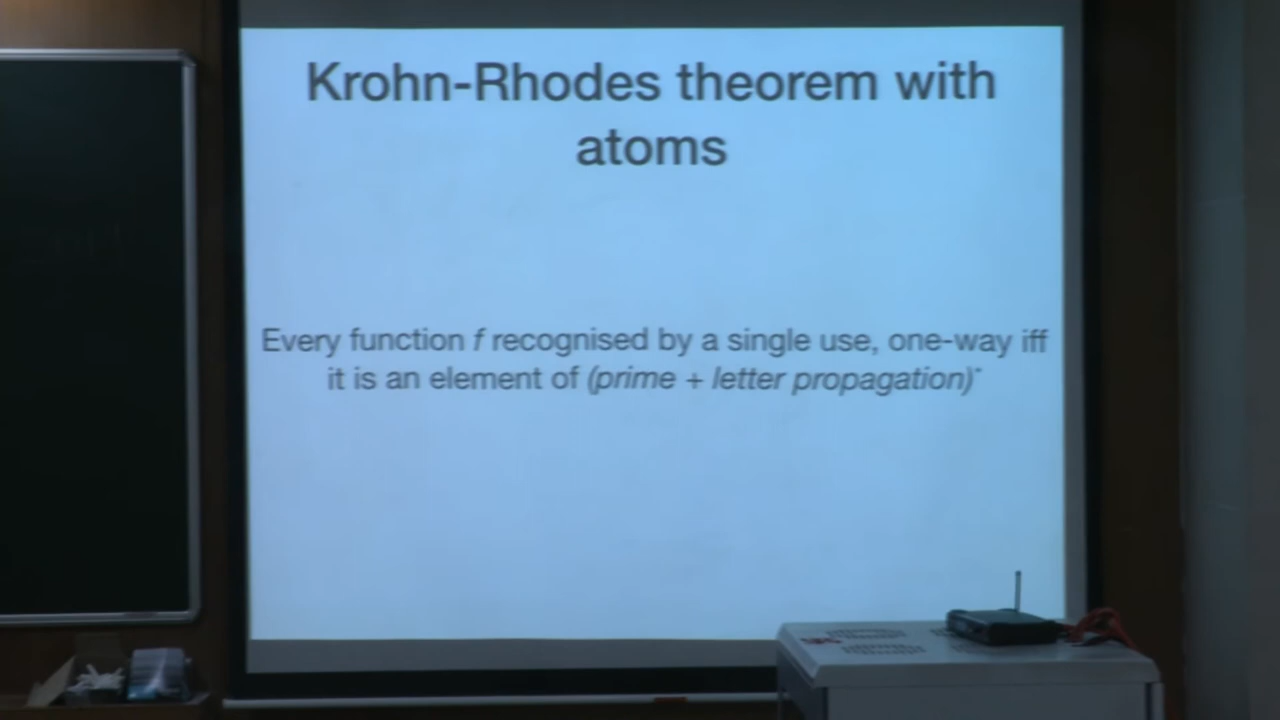 Krohn-Rhodes theorem with
atoms
Every function f recognised by a single use, one-way iff
it is an element of (prime + letter propagation)*